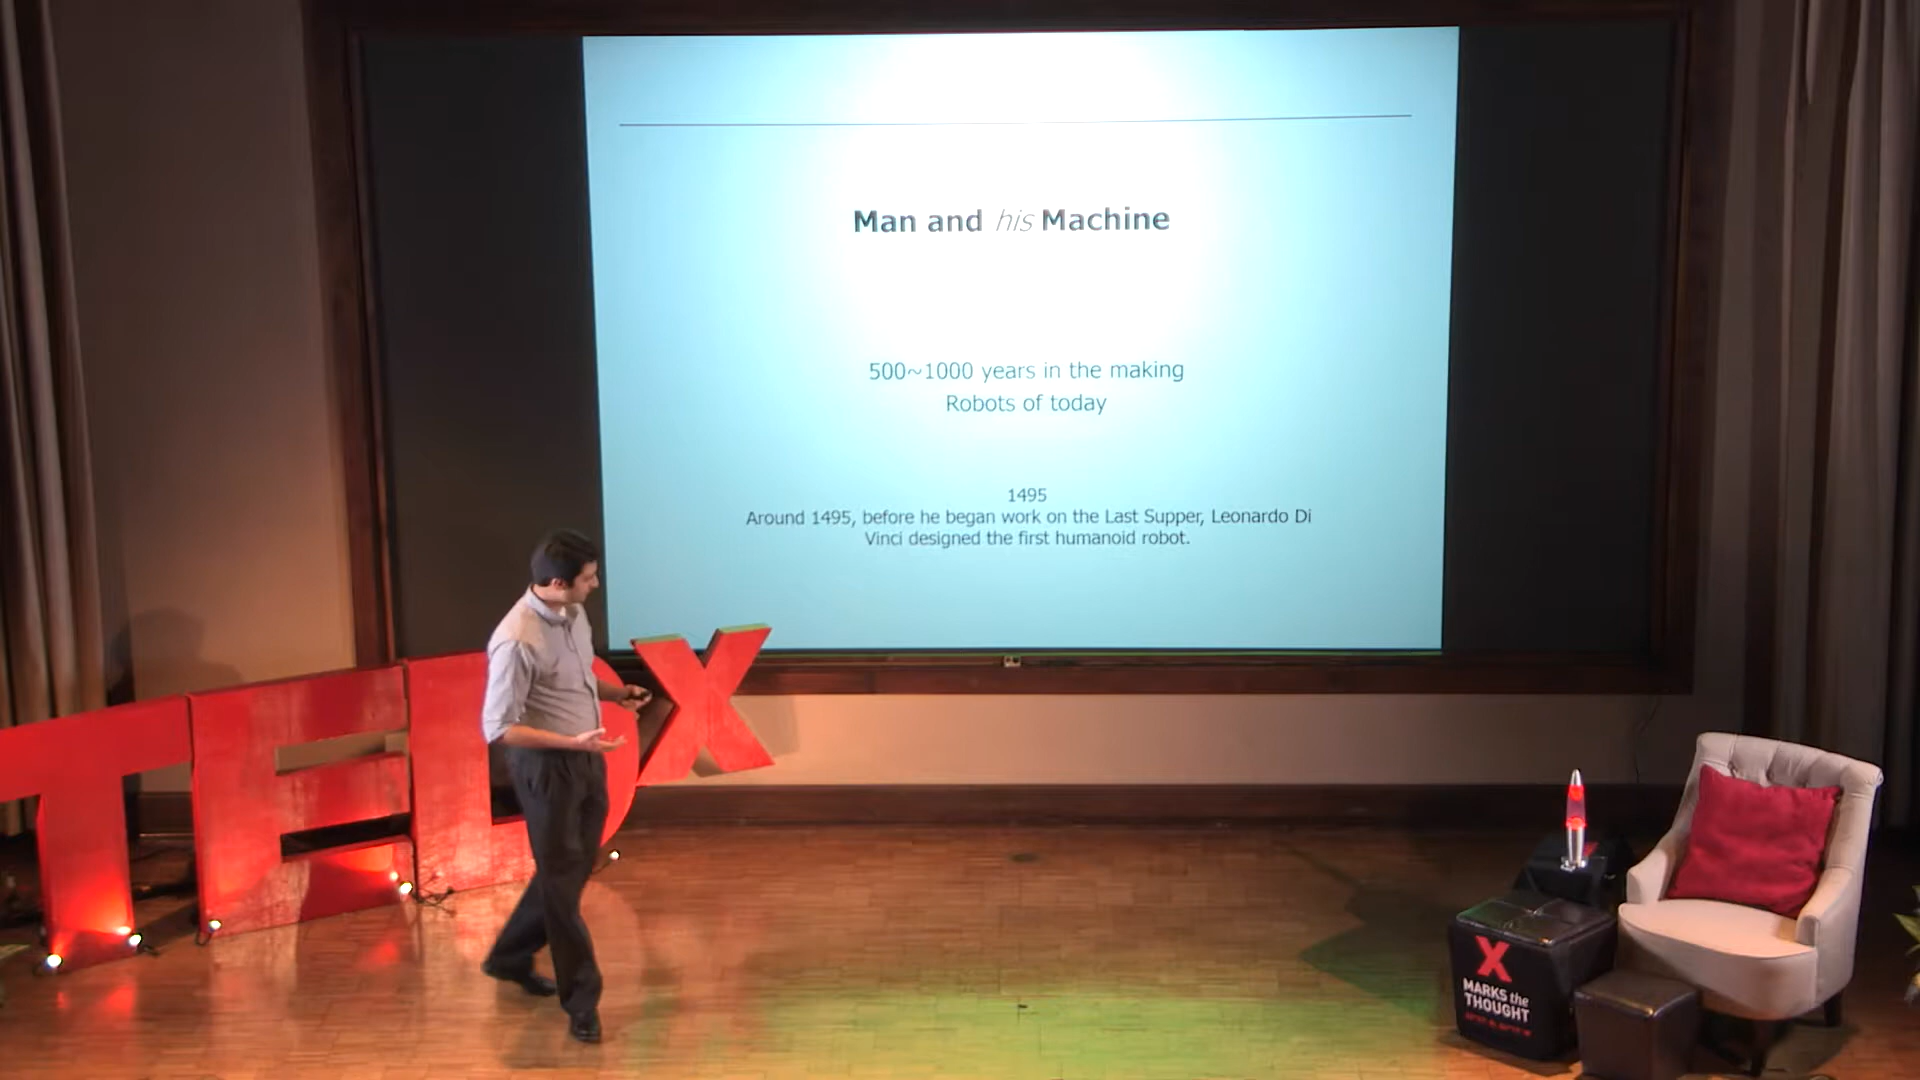 Man and his Machine
500~1000 years in the making
Robots of today
1495
Around 1495, before he began work on the Last Supper, Leonardo Di
Vinci designed the first humanoid robot.
TEDx
X
MARKS the
THOUGHT